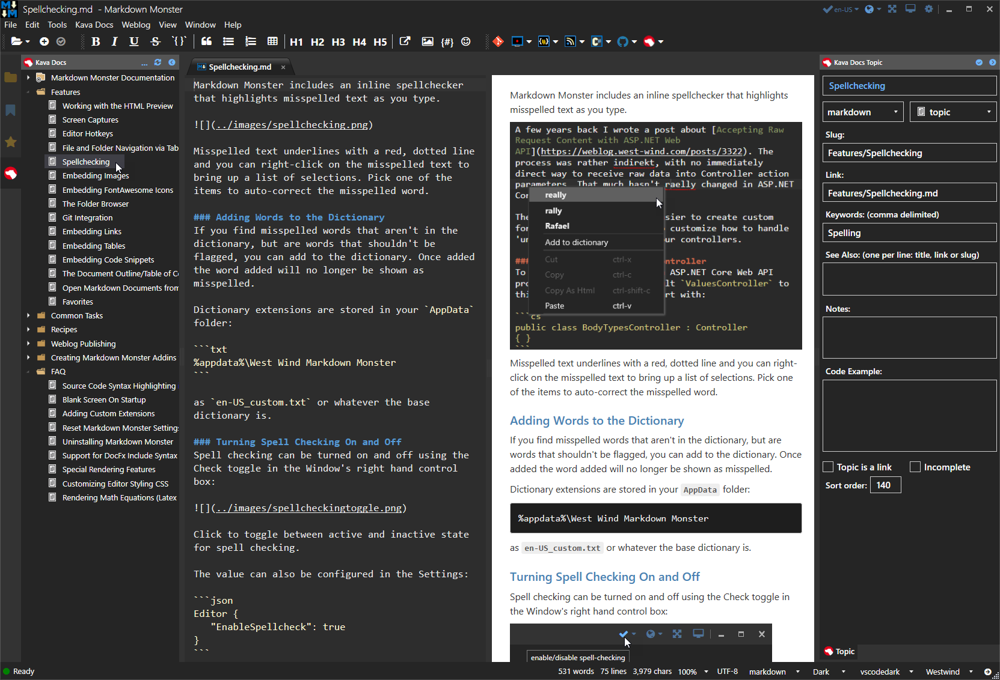 Spellchecking.md - Markdown Monster
en-US
File Edit Tools Kava Docs Weblog View Window Help
B I U S `{}` H1 H2 H3 H4 H5 {#}
Kava Docs
...
Markdown Monster Documentation
Features
Working with the HTML Preview
Screen Captures
Editor Hotkeys
File and Folder Navigation via Tab
Spellchecking
Embedding Images
Embedding FontAwesome Icons
The Folder Browser
Git Integration
Embedding Links
Embedding Tables
Embedding Code Snippets
The Document Outline/Table of C
Open Markdown Documents from
Favorites
Common Tasks
Recipes
Weblog Publishing
Creating Markdown Monster Addins
FAQ
Source Code Syntax Highlighting
Blank Screen On Startup
Adding Custom Extensions
Reset Markdown Monster Settings
Uninstalling Markdown Monster
Support for DocFx Include Syntax
Special Rendering Features
Customizing Editor Styling CSS
Rendering Math Equations (Latex
Spellchecking.md
Markdown Monster includes an inline spellchecker
that highlights misspelled text as you type.
![](../images/spellchecking.png)
Misspelled text underlines with a red, dotted line
and you can right-click on the misspelled text to
bring up a list of selections. Pick one of the
items to auto-correct the misspelled word.
### Adding Words to the Dictionary
If you find misspelled words that aren't in the
dictionary, but are words that shouldn't be
flagged, you can add to the dictionary. Once added
the word added will no longer be shown as
misspelled.
Dictionary extensions are stored in your `AppData`
folder:
```txt
%appdata%\West Wind Markdown Monster
```
as `en-US_custom.txt` or whatever the base
dictionary is.
### Turning Spell Checking On and Off
Spell checking can be turned on and off using the
Check toggle in the Window's right hand control
box:
![](../images/spellcheckingtoggle.png)
Click to toggle between active and inactive state
for spell checking.
The value can also be configured in the Settings:
```json
Editor {
"EnableSpellcheck": true
}
```
Markdown Monster includes an inline spellchecker that highlights
misspelled text as you type.
A few years back I wrote a post about [Accepting Raw
Request Content with ASP.NET Web
API](https://weblog.west-wind.com/posts/3322). The
process was rather indirekt, with no immediately
direct way to receive raw data into Controller action
parameters. That much hasn't raelly changed in ASP.NET
Cor
The sier to create custom
for customize how to handle
'un ur controllers.
### ontroller
To ASP.NET Core Web API
pro lt `ValuesController` to
thi rt with:
```cs
public class BodyTypesController : Controller
{ }
```
really
rally
Rafael
Add to dictionary
Cut ctrl-x
Copy ctrl-c
Copy As Html ctrl-shift-c
Paste ctrl-v
Misspelled text underlines with a red, dotted line and you can right-
click on the misspelled text to bring up a list of selections. Pick one
of the items to auto-correct the misspelled word.
Adding Words to the Dictionary
If you find misspelled words that aren't in the dictionary, but are
words that shouldn't be flagged, you can add to the dictionary. Once
added the word added will no longer be shown as misspelled.
Dictionary extensions are stored in your AppData folder:
%appdata%\West Wind Markdown Monster
as en-US_custom.txt or whatever the base dictionary is.
Turning Spell Checking On and Off
Spell checking can be turned on and off using the Check toggle in
the Window's right hand control box:
enable/disable spell-checking
Kava Docs Topic
Spellchecking
markdown topic
Slug:
Features/Spellchecking
Link:
Features/Spellchecking.md
Keywords: (comma delimited)
Spelling
See Also: (one per line: title, link or slug)
Notes:
Code Example:
Topic is a link Incomplete
Sort order: 140
Topic
Ready 531 words 75 lines 3,979 chars 100% UTF-8 markdown Dark vscodedark Westwind